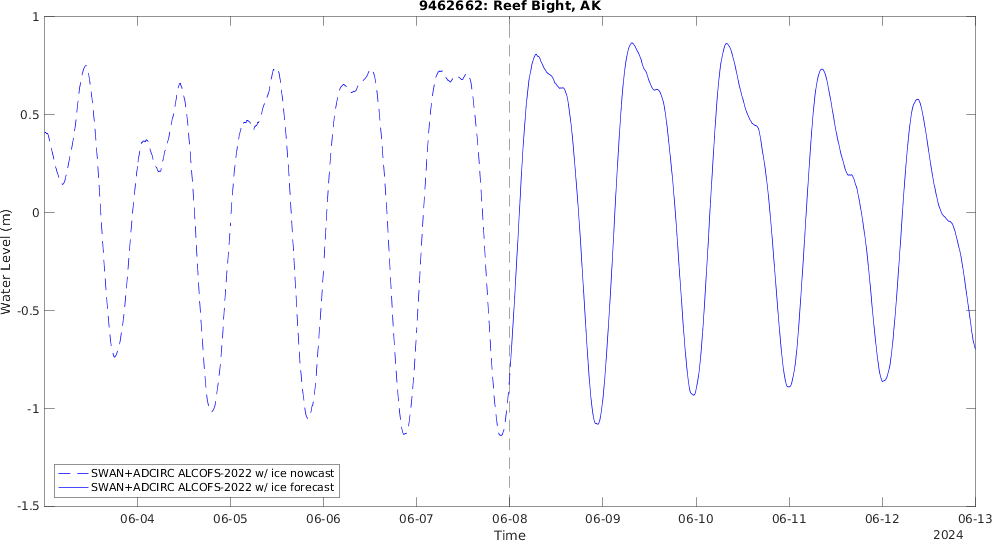 9462662: Reef Bight, AK
1
0.5
0
-0.5
-1
-1.5
Water Level (m)
SWAN+ADCIRC ALCOFS-2022 w/ ice nowcast
SWAN+ADCIRC ALCOFS-2022 w/ ice forecast
06-04 06-05 06-06 06-07 06-08 06-09 06-10 06-11 06-12 06-13
Time
2024